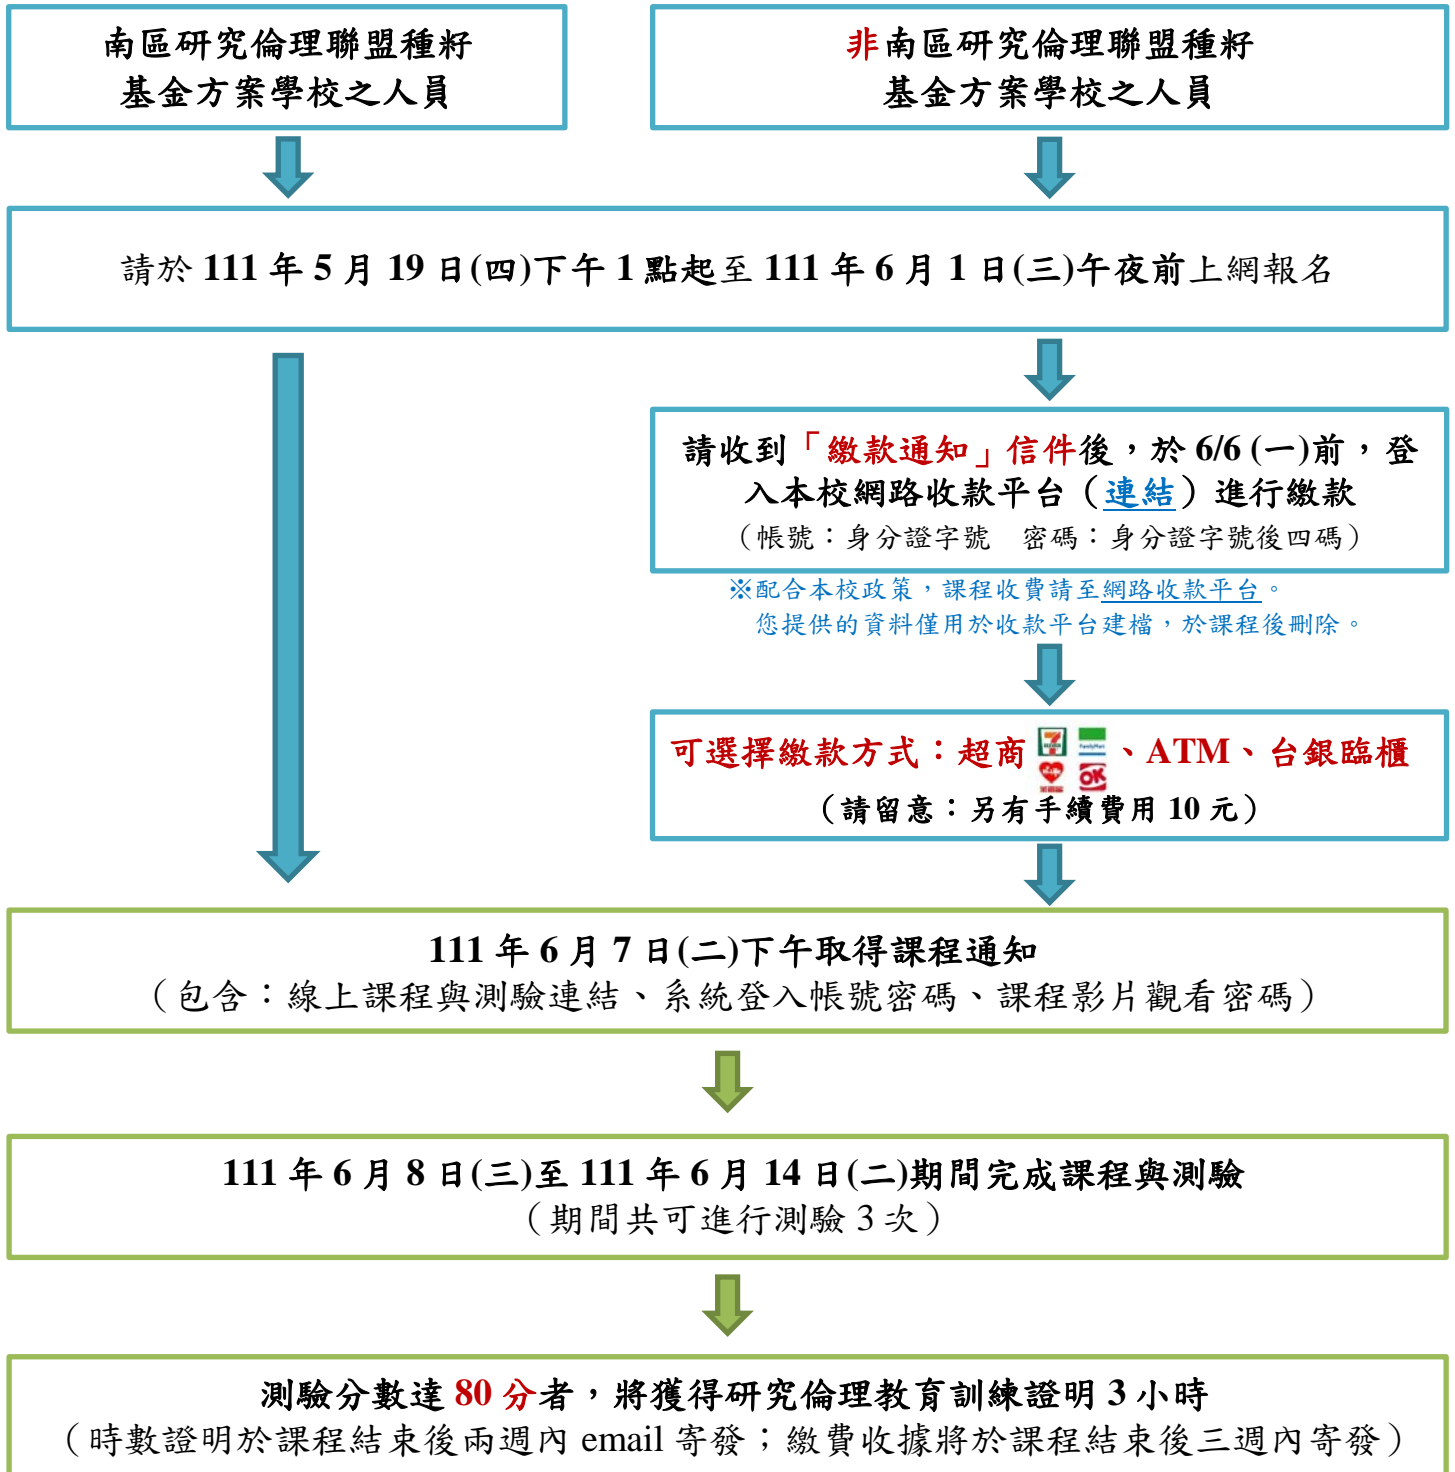 南區研究倫理聯盟種籽
基金方案學校之人員
非南區研究倫理聯盟種籽
基金方案學校之人員
請於 111 年 5 月 19 日(四)下午 1 點起至 111 年 6 月 1 日(三)午夜前上網報名
請收到「繳款通知」信件後，於 6/6 (一)前，登
入本校網路收款平台（連結）進行繳款
（帳號：身分證字號　密碼：身分證字號後四碼）
※配合本校政策，課程收費請至網路收款平台。
您提供的資料僅用於收款平台建檔，於課程後刪除。
可選擇繳款方式：超商 7 ELEVEN FamilyMart Hi-Life OK、ATM、台銀臨櫃
（請留意：另有手續費用 10 元）
111 年 6 月 7 日(二)下午取得課程通知
（包含：線上課程與測驗連結、系統登入帳號密碼、課程影片觀看密碼）
111 年 6 月 8 日(三)至 111 年 6 月 14 日(二)期間完成課程與測驗
（期間共可進行測驗 3 次）
測驗分數達 80 分者，將獲得研究倫理教育訓練證明 3 小時
（時數證明於課程結束後兩週內 email 寄發；繳費收據將於課程結束後三週內寄發）